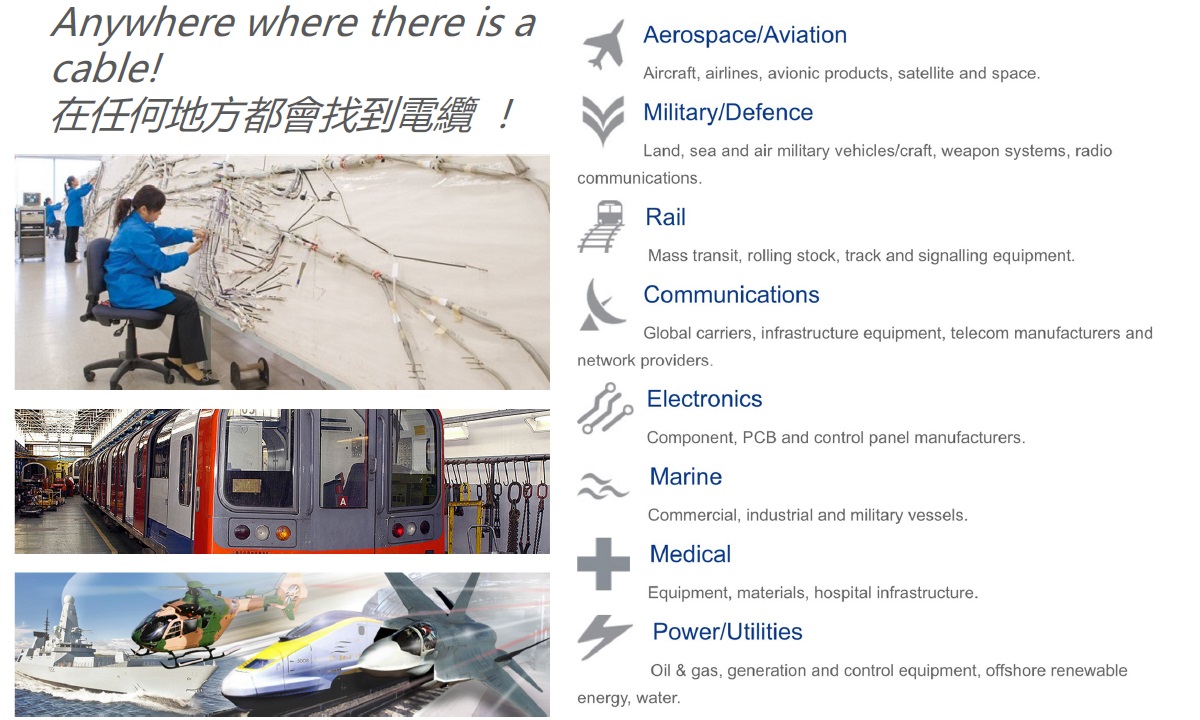 Anywhere where there is a
cable!
在任何地方都會找到電纜 ！
Aerospace/Aviation
Aircraft, airlines, avionic products, satellite and space.
Military/Defence
Land, sea and air military vehicles/craft, weapon systems, radio
communications.
Rail
Mass transit, rolling stock, track and signalling equipment.
Communications
Global carriers, infrastructure equipment, telecom manufacturers and
network providers.
Electronics
Component, PCB and control panel manufacturers.
Marine
Commercial, industrial and military vessels.
Medical
Equipment, materials, hospital infrastructure.
Power/Utilities
Oil & gas, generation and control equipment, offshore renewable
energy, water.
A